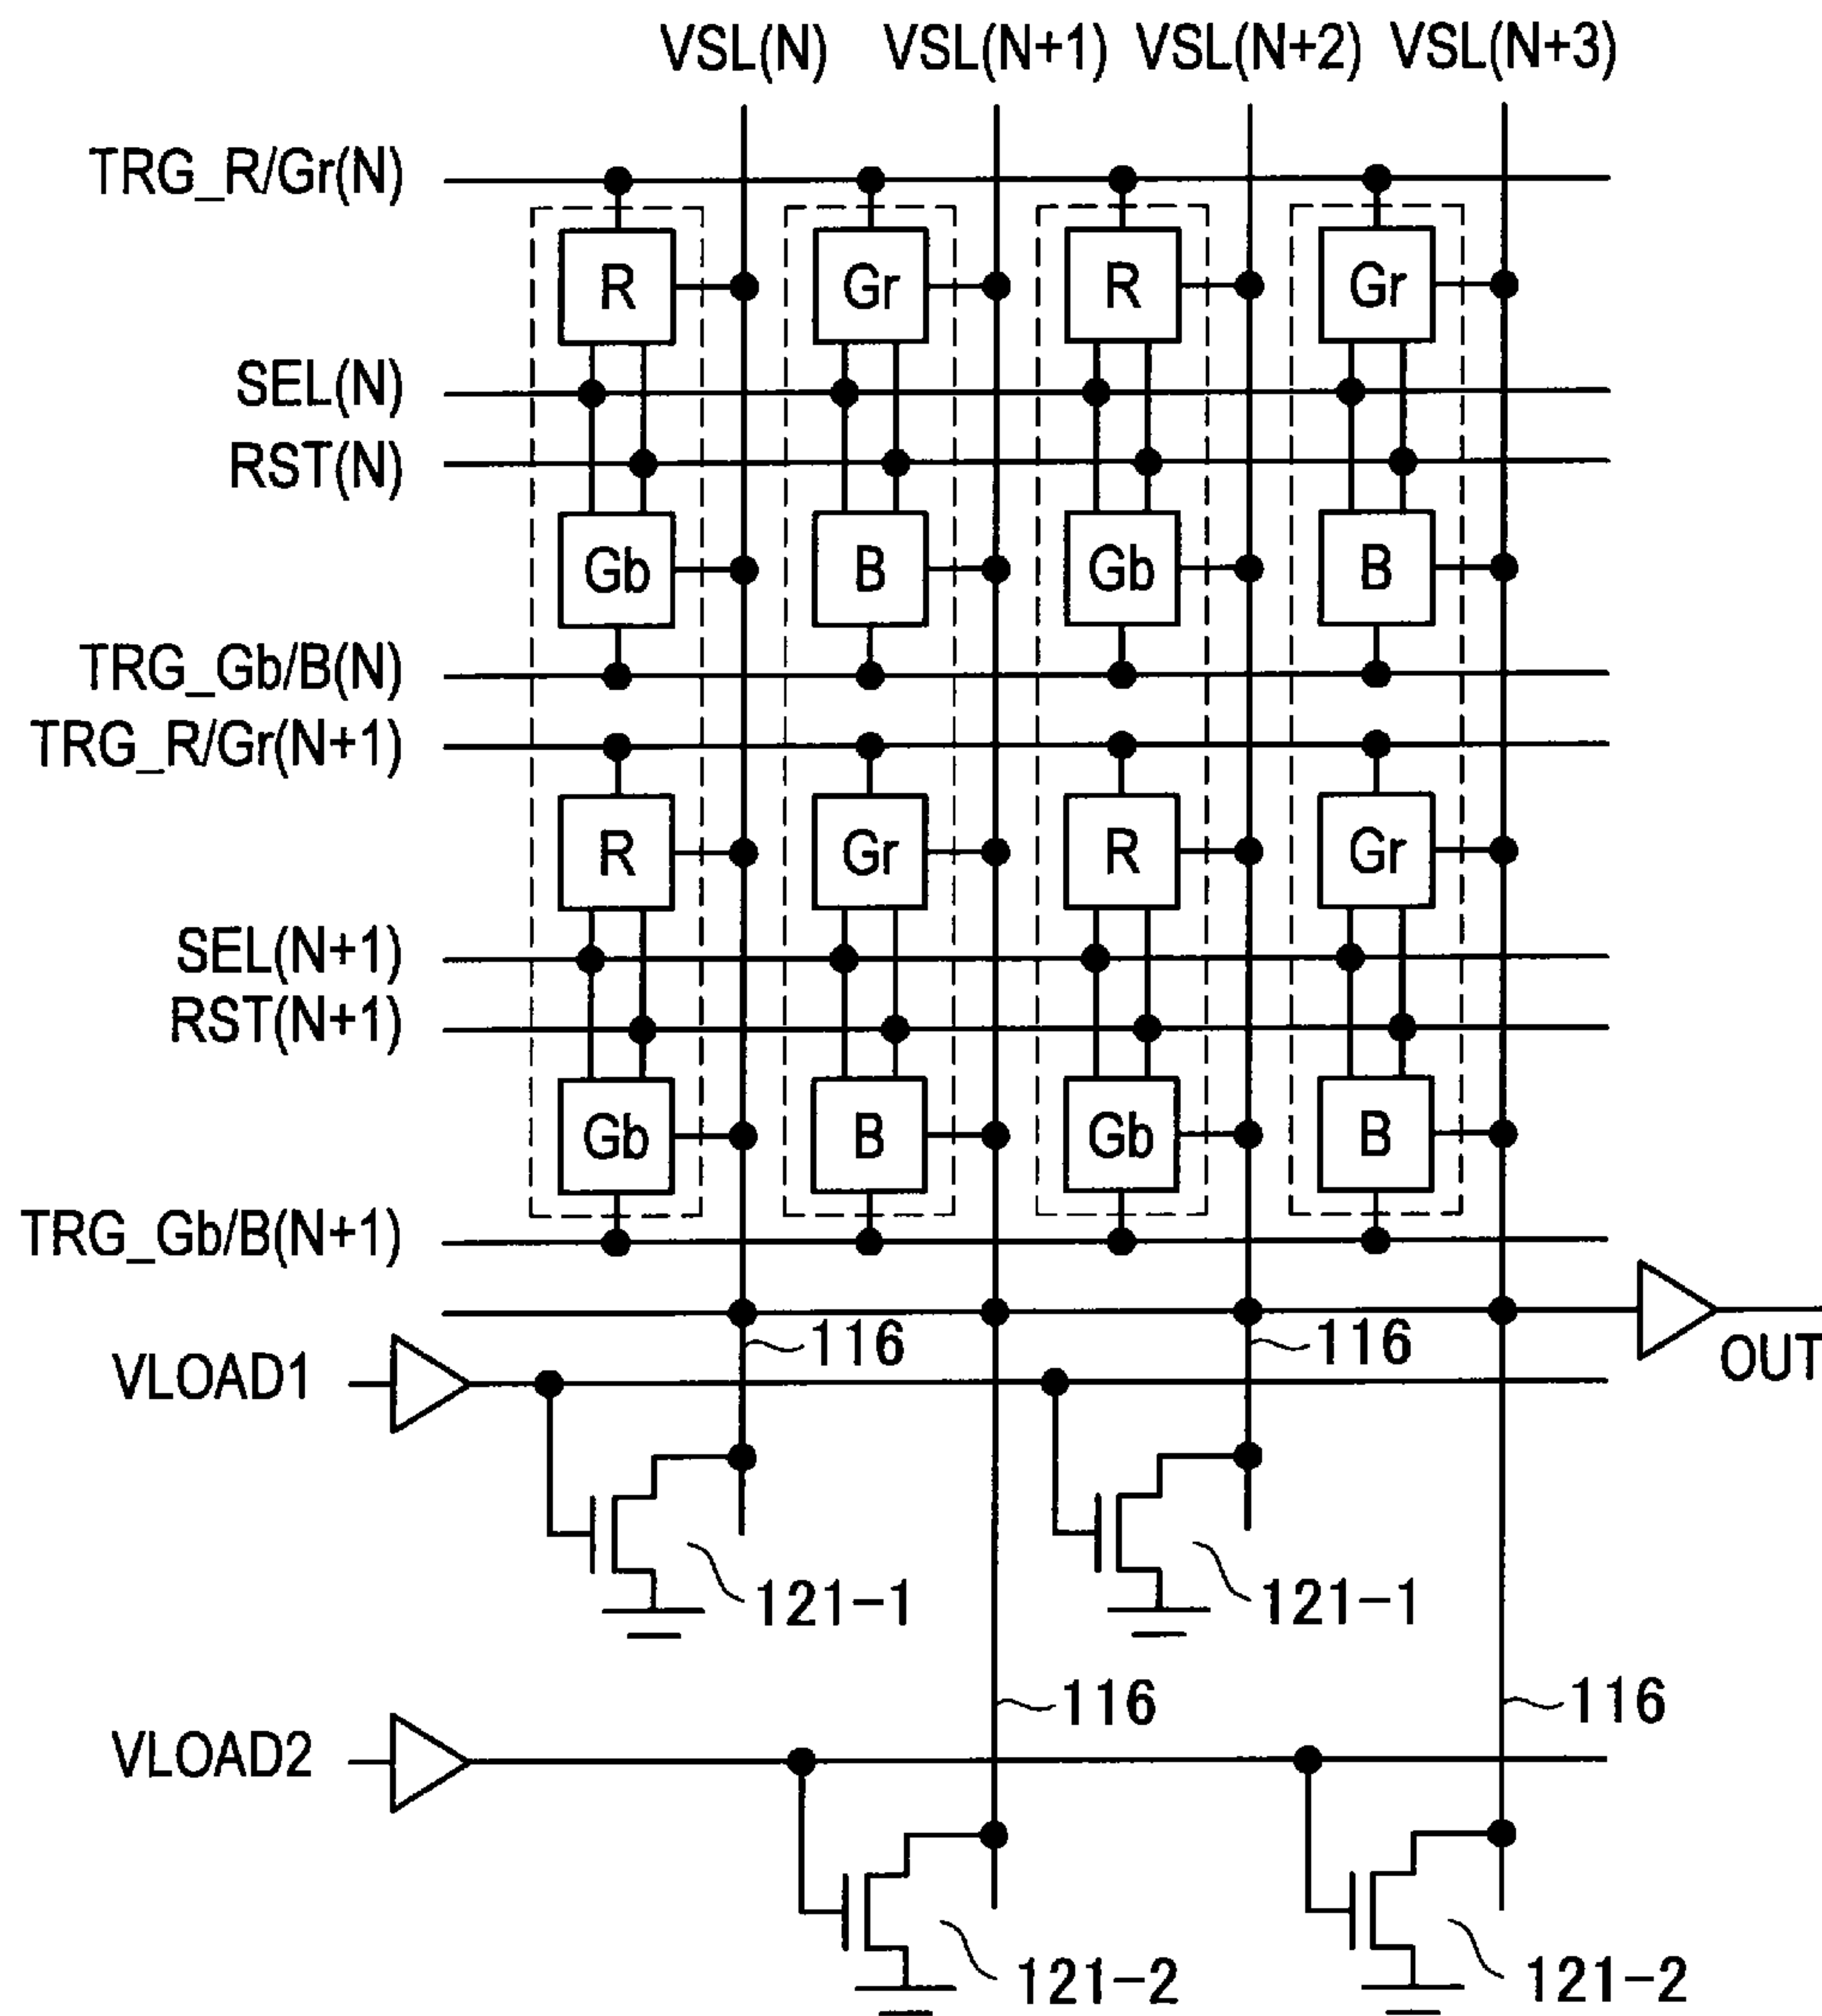 VSL(N) VSL(N+1) VSL(N+2) VSL(N+3)
TRG_R/Gr(N)
R Gr R Gr
SEL(N)
RST(N)
Gb B Gb B
TRG_Gb/B(N)
TRG_R/Gr(N+1)
R Gr R Gr
SEL(N+1)
RST(N+1)
Gb B Gb B
TRG_Gb/B(N+1)
116 116
VLOAD1 OUT
121-1 121-1
116 116
VLOAD2
121-2 121-2